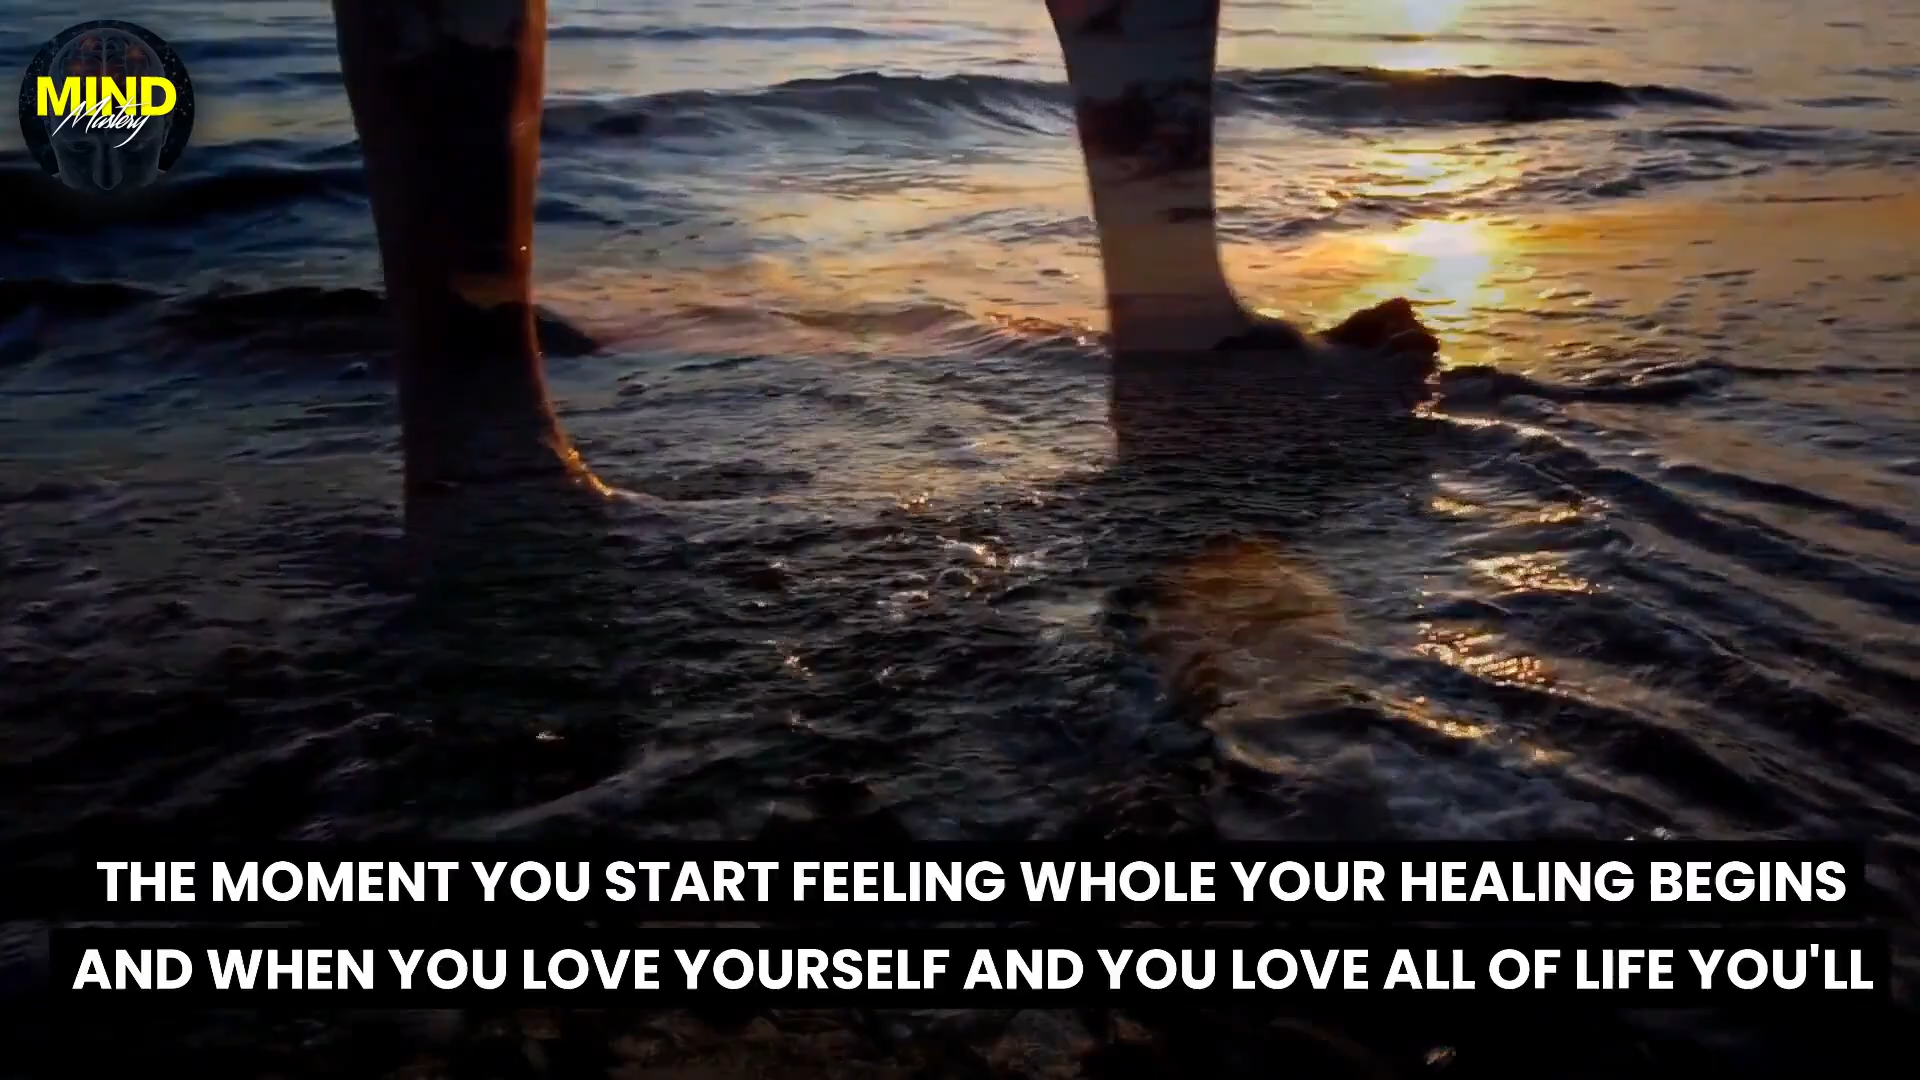 MIND
Mastery
THE MOMENT YOU START FEELING WHOLE YOUR HEALING BEGINS
AND WHEN YOU LOVE YOURSELF AND YOU LOVE ALL OF LIFE YOU'LL